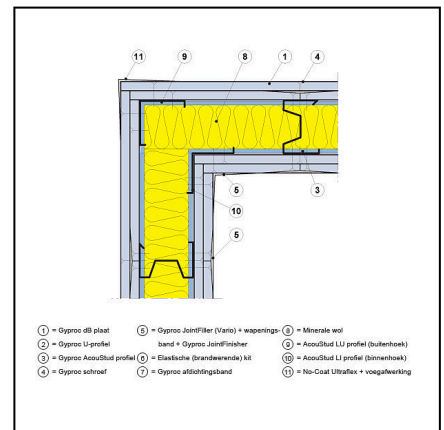 11 9 8 1 4
5 3
10
5
1 = Gyproc dB plaat
2 = Gyproc U-profiel
3 = Gyproc AcouStud profiel
4 = Gyproc schroef
5 = Gyproc JointFiller (Vario) + wapenings-
band + Gyproc JointFinisher
6 = Elastische (brandwerende) kit
7 = Gyproc afdichtingsband
8 = Minerale wol
9 = AcouStud LU profiel (buitenhoek)
10 = AcouStud LI profiel (binnenhoek)
11 = No-Coat Ultraflex + voegafwerking